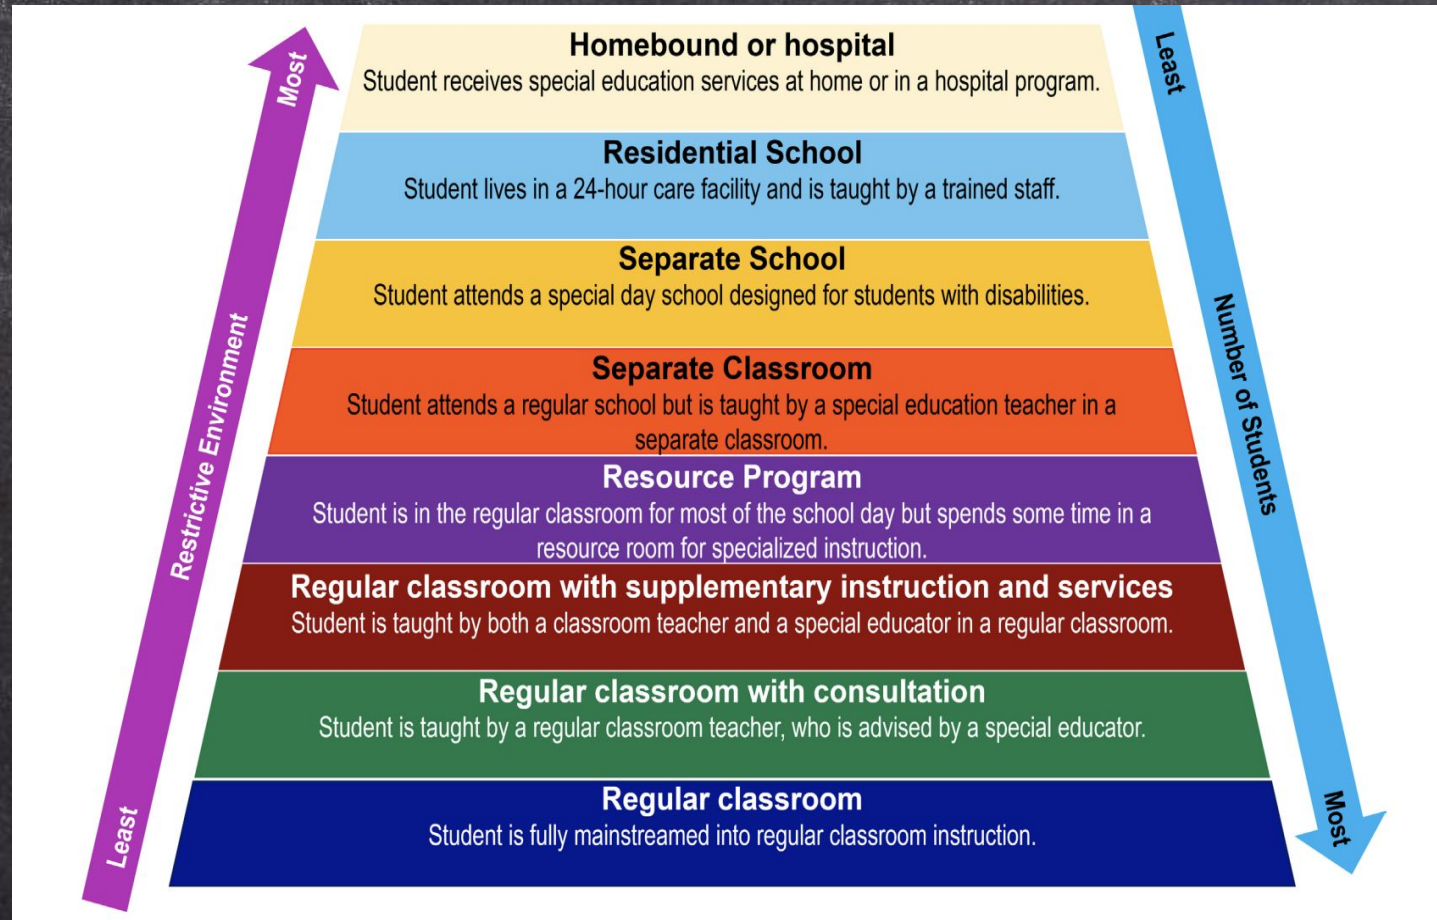 Homebound or hospital
Student receives special education services at home or in a hospital program.
Residential School
Student lives in a 24-hour care facility and is taught by a trained staff.
Separate School
Student attends a special day school designed for students with disabilities.
Separate Classroom
Student attends a regular school but is taught by a special education teacher in a
separate classroom.
Resource Program
Student is in the regular classroom for most of the school day but spends some time in a
resource room for specialized instruction.
Regular classroom with supplementary instruction and services
Student is taught by both a classroom teacher and a special educator in a regular classroom.
Regular classroom with consultation
Student is taught by a regular classroom teacher, who is advised by a special educator.
Regular classroom
Student is fully mainstreamed into regular classroom instruction.
Most
Restrictive Environment
Least
Least
Number of Students
Most